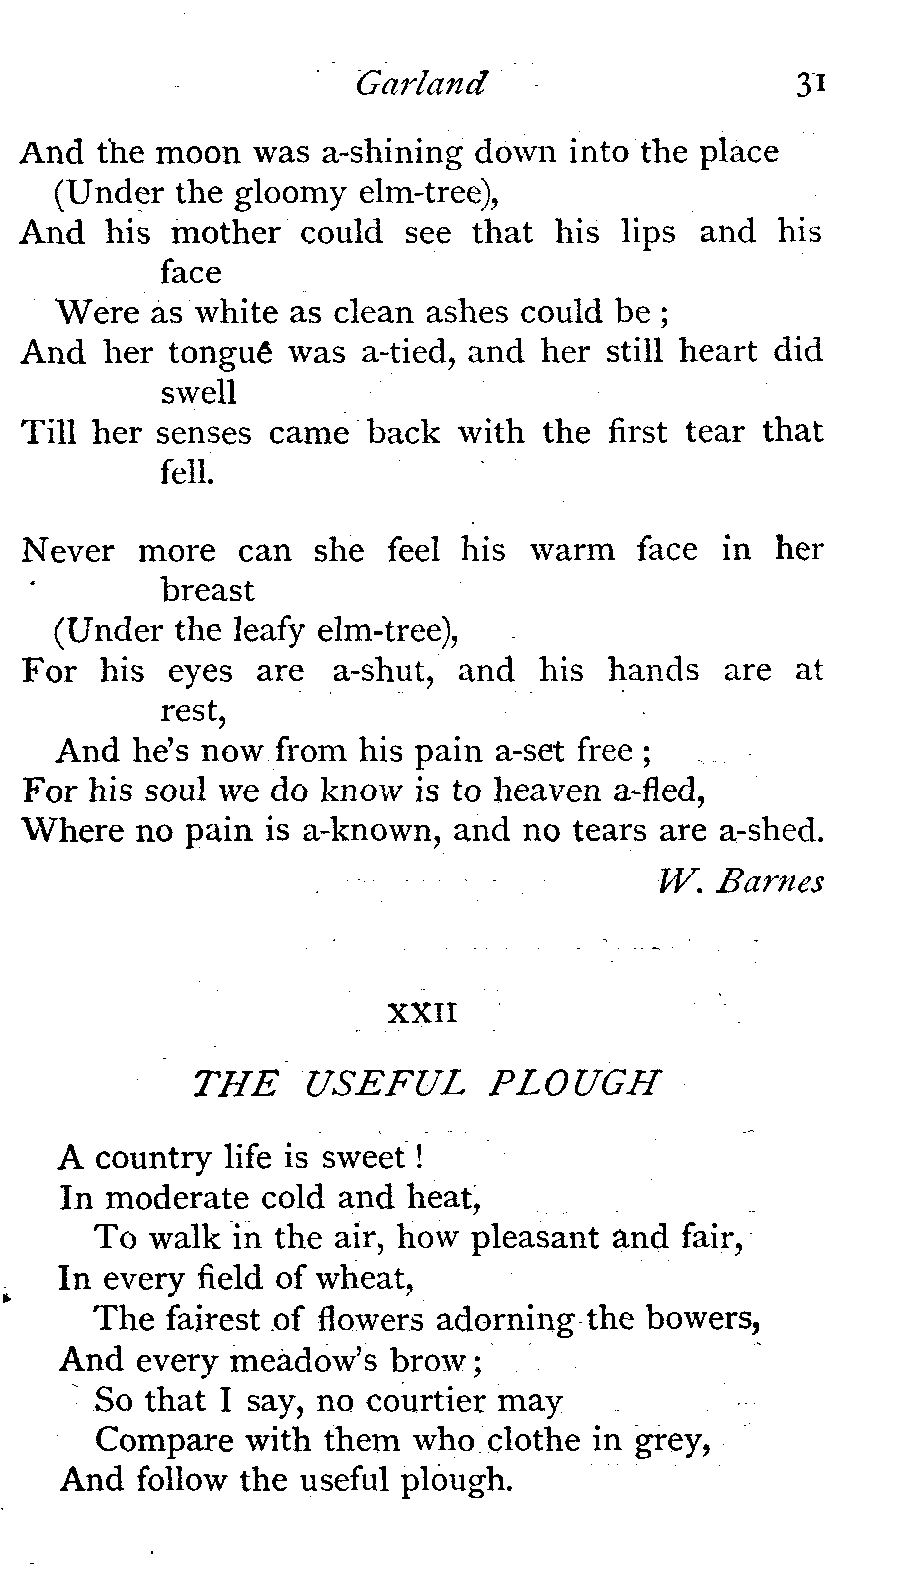 Garland 31
And the moon was a-shining down into the place
(Under the gloomy elm-tree),
And his mother could see that his lips and his
face
Were as white as clean ashes could be ;
And her tongue was a-tied, and her still heart did
swell
Till her senses came back with the first tear that
fell.
Never more can she feel his warm face in her
breast
(Under the leafy elm-tree),
For his eyes are a-shut, and his hands are at
rest,
And he's now from his pain a-set free ;
For his soul we do know is to heaven a-fled,
Where no pain is a-known, and no tears are a-shed.
W. Barnes
XXII
THE USEFUL PLOUGH
A country life is sweet !
In moderate cold and heat,
To walk in the air, how pleasant and fair,
In every field of wheat,
The fairest of flowers adorning the bowers,
And every meadow's brow ;
So that I say, no courtier may
Compare with them who clothe in grey,
And follow the useful plough.